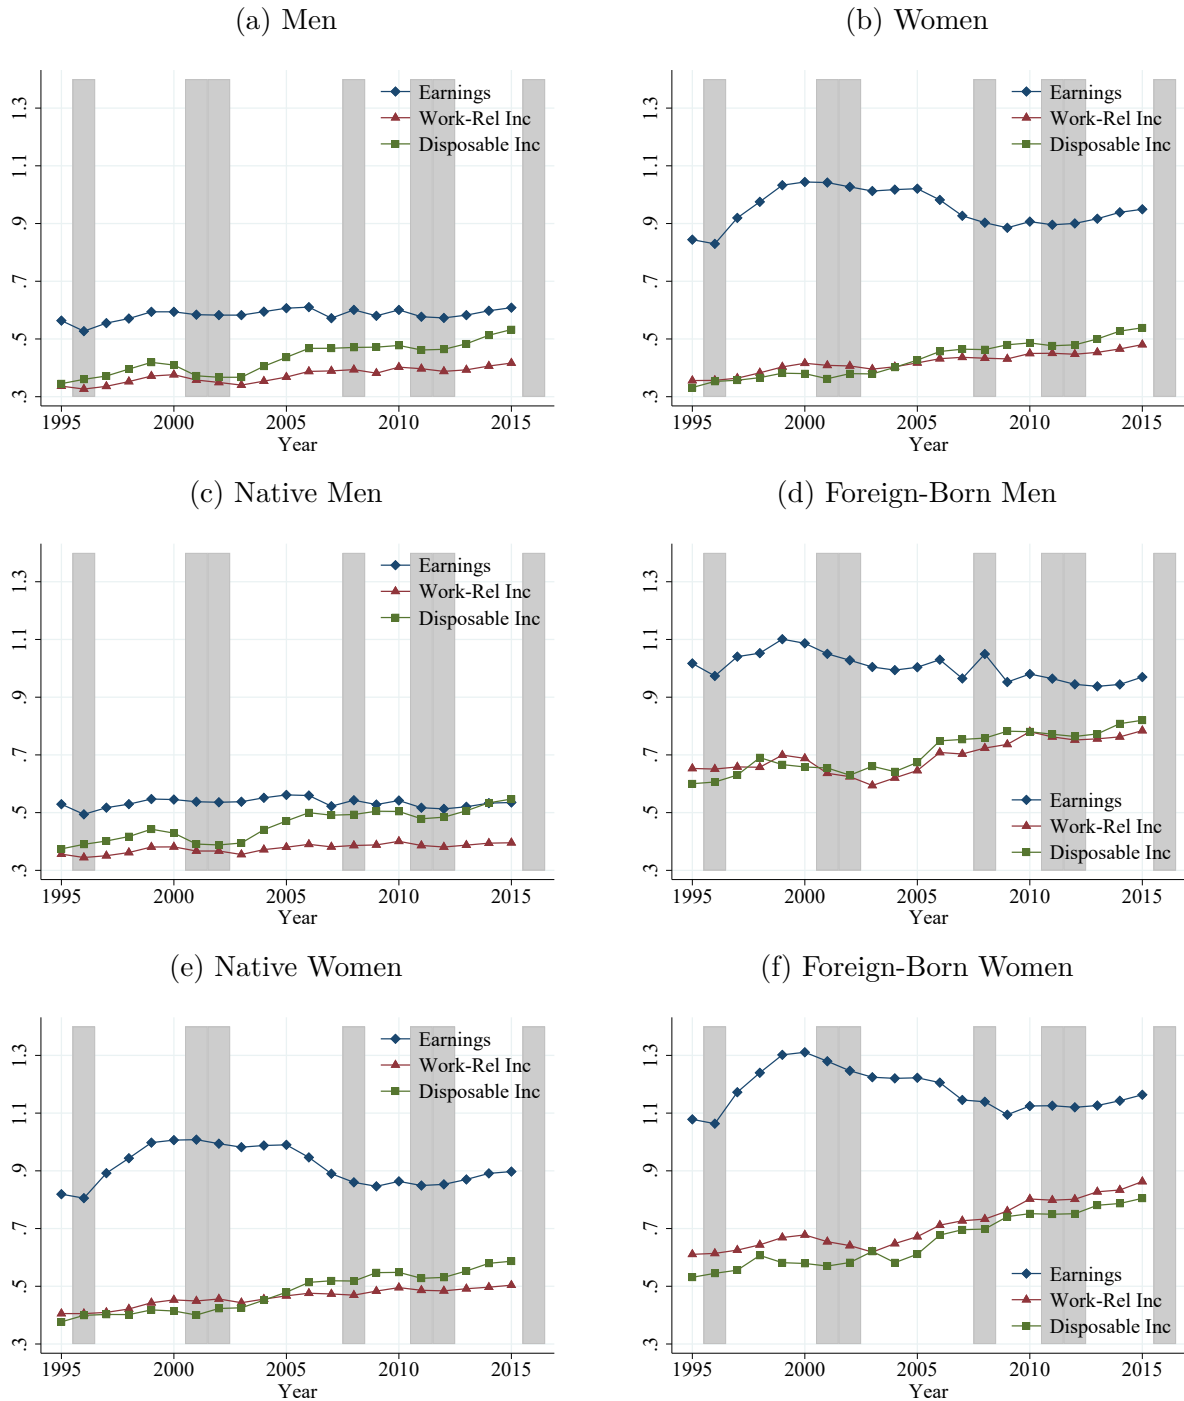 (a) Men
1.3
1.1
.9
.7
.5
.3
Earnings
Work-Rel Inc
Disposable Inc
1995 2000 2005 2010 2015
Year
(b) Women
1.3
1.1
.9
.7
.5
.3
Earnings
Work-Rel Inc
Disposable Inc
1995 2000 2005 2010 2015
Year
(c) Native Men
1.3
1.1
.9
.7
.5
.3
Earnings
Work-Rel Inc
Disposable Inc
1995 2000 2005 2010 2015
Year
(d) Foreign-Born Men
1.3
1.1
.9
.7
.5
.3
Earnings
Work-Rel Inc
Disposable Inc
1995 2000 2005 2010 2015
Year
(e) Native Women
1.3
1.1
.9
.7
.5
.3
Earnings
Work-Rel Inc
Disposable Inc
1995 2000 2005 2010 2015
Year
(f) Foreign-Born Women
1.3
1.1
.9
.7
.5
.3
Earnings
Work-Rel Inc
Disposable Inc
1995 2000 2005 2010 2015
Year